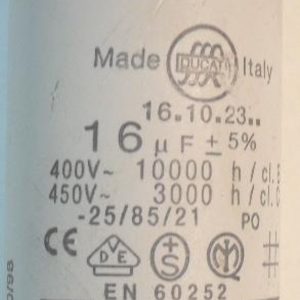 Made DUCATI Italy
16.10.23..
16 µF ± 5%
400V~ 10000 h/cl.
450V~ 3000 h/cl.
-25/85/21 PO
CE VDE +S
EN 60252